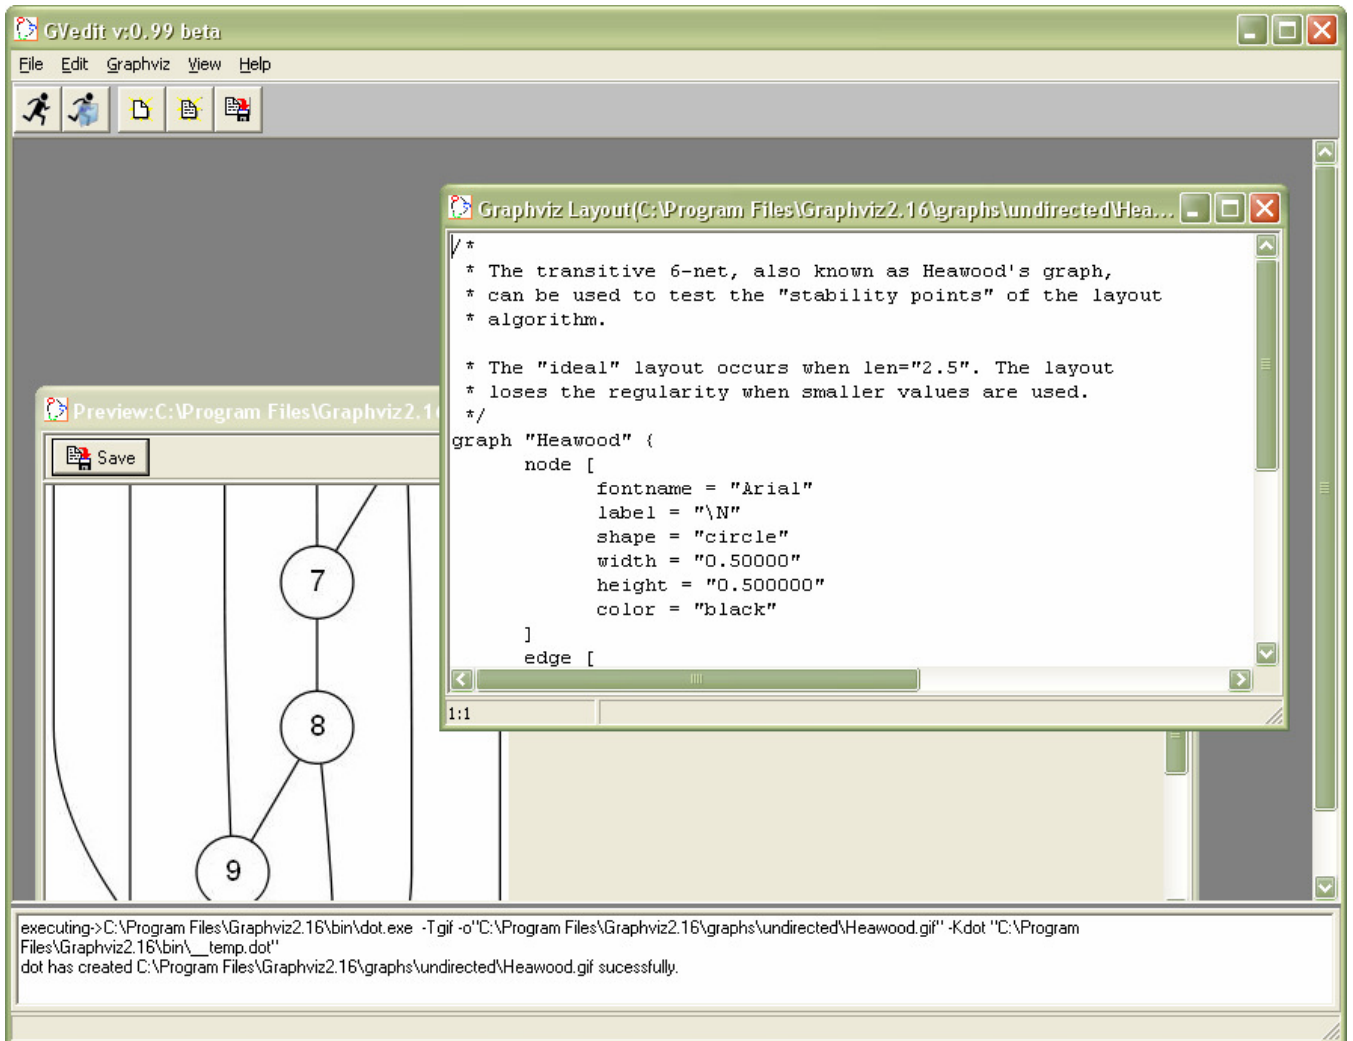 GVedit v:0.99 beta
File Edit Graphviz View Help
Graphviz Layout(C:\Program Files\Graphviz2.16\graphs\undirected\Hea...
/*
* The transitive 6-net, also known as Heawood's graph,
* can be used to test the "stability points" of the layout
* algorithm.
* The "ideal" layout occurs when len="2.5". The layout
* loses the regularity when smaller values are used.
*/
graph "Heawood" {
node [
fontname = "Arial"
label = "\N"
shape = "circle"
width = "0.50000"
height = "0.500000"
color = "black"
]
edge [
1:1
Preview:C:\Program Files\Graphviz2.1
Save
7
8
9
executing->C:\Program Files\Graphviz2.16\bin\dot.exe -Tgif -o"C:\Program Files\Graphviz2.16\graphs\undirected\Heawood.gif" -Kdot "C:\Program
Files\Graphviz2.16\bin\__temp.dot"
dot has created C:\Program Files\Graphviz2.16\graphs\undirected\Heawood.gif sucessfully.